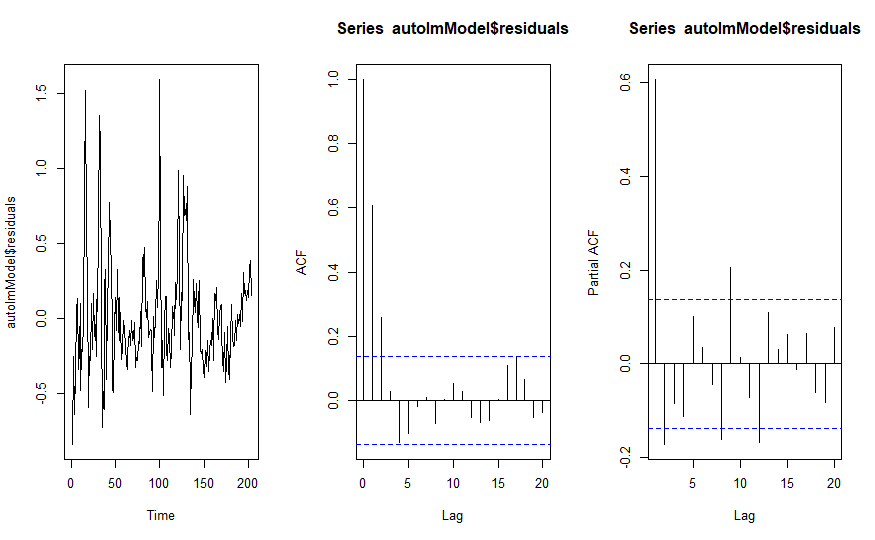 autolmModel$residuals
1.5
1.0
0.5
0.0
-0.5
0 50 100 150 200
Time
Series autolmModel$residuals
ACF
1.0
0.8
0.6
0.4
0.2
0.0
0 5 10 15 20
Lag
Series autolmModel$residuals
Partial ACF
0.6
0.4
0.2
0.0
-0.2
5 10 15 20
Lag